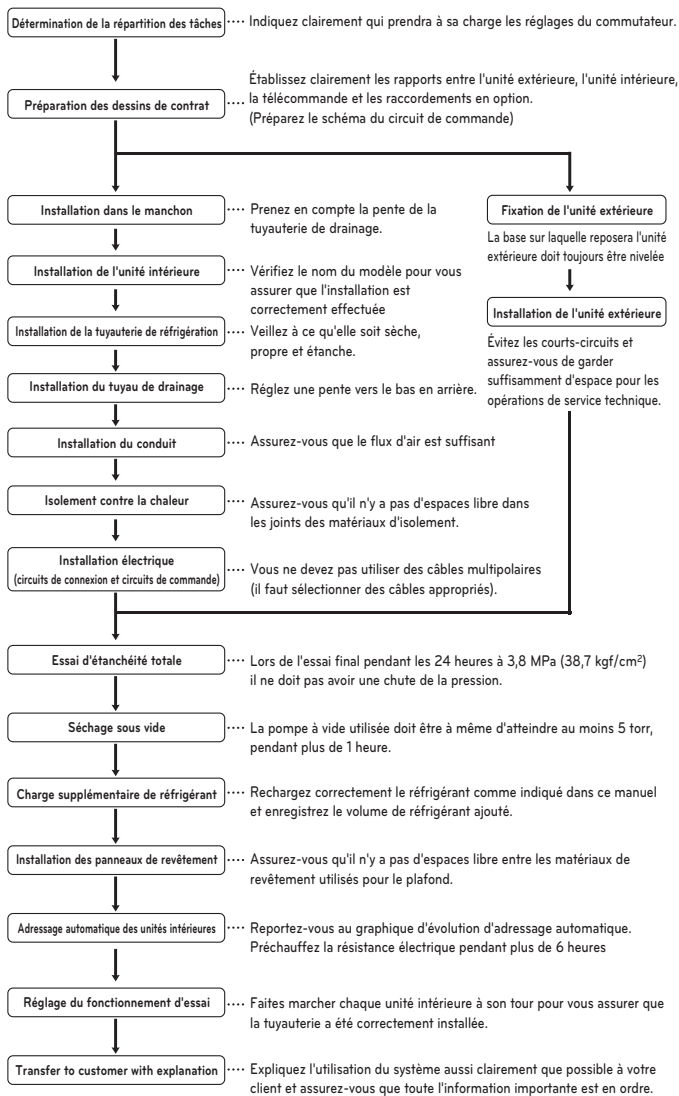 Détermination de la répartition des tâches
···· Indiquez clairement qui prendra à sa charge les réglages du commutateur.
Préparation des dessins de contrat
Établissez clairement les rapports entre l'unité extérieure, l'unité intérieure,
···· la télécommande et les raccordements en option.
(Préparez le schéma du circuit de commande)
Installation dans le manchon
···· Prenez en compte la pente de la
tuyauterie de drainage.
Installation de l'unité intérieure
···· Vérifiez le nom du modèle pour vous
assurer que l'installation est
correctement effectuée
Installation de la tuyauterie de réfrigération
···· Veillez à ce qu'elle soit sèche,
propre et étanche.
Installation du tuyau de drainage
···· Réglez une pente vers le bas en arrière.
Installation du conduit
···· Assurez-vous que le flux d'air est suffisant
Isolement contre la chaleur
···· Assurez-vous qu'il n'y a pas d'espaces libre dans
les joints des matériaux d'isolement.
Installation électrique
(circuits de connexion et circuits de commande)
···· Vous ne devez pas utiliser des câbles multipolaires
(il faut sélectionner des câbles appropriés).
Fixation de l'unité extérieure
La base sur laquelle reposera l'unité
extérieure doit toujours être nivelée
Installation de l'unité extérieure
Évitez les courts-circuits et
assurez-vous de garder
suffisamment d'espace pour les
opérations de service technique.
Essai d'étanchéité totale
···· Lors de l'essai final pendant les 24 heures à 3,8 MPa (38,7 kgf/cm²)
il ne doit pas avoir une chute de la pression.
Séchage sous vide
···· La pompe à vide utilisée doit être à même d'atteindre au moins 5 torr,
pendant plus de 1 heure.
Charge supplémentaire de réfrigérant
···· Rechargez correctement le réfrigérant comme indiqué dans ce manuel
et enregistrez le volume de réfrigérant ajouté.
Installation des panneaux de revêtement
···· Assurez-vous qu'il n'y a pas d'espaces libre entre les matériaux de
revêtement utilisés pour le plafond.
Adressage automatique des unités intérieures
···· Reportez-vous au graphique d'évolution d'adressage automatique.
Préchauffez la résistance électrique pendant plus de 6 heures
Réglage du fonctionnement d'essai
···· Faites marcher chaque unité intérieure à son tour pour vous assurer que
la tuyauterie a été correctement installée.
Transfer to customer with explanation
···· Expliquez l'utilisation du système aussi clairement que possible à votre
client et assurez-vous que toute l'information importante est en ordre.